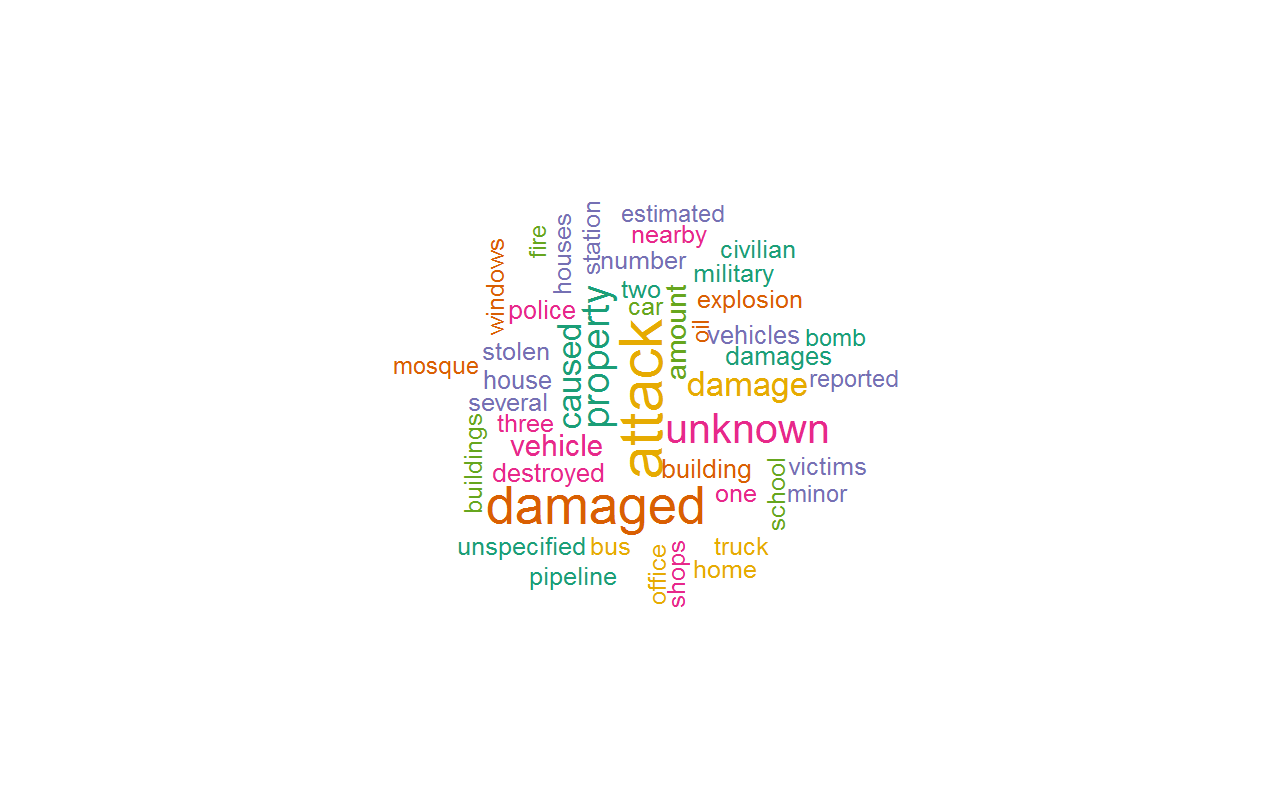 estimated
station
houses
fire
nearby
windows
civilian
number
military
two
explosion
car
police
property
amount
oil
vehicles
bomb
caused
attack
stolen
damages
mosque
house
damage
reported
several
three
unknown
vehicle
buildings
destroyed
building
victims
school
one
minor
damaged
unspecified
bus
office
shops
truck
home
pipeline